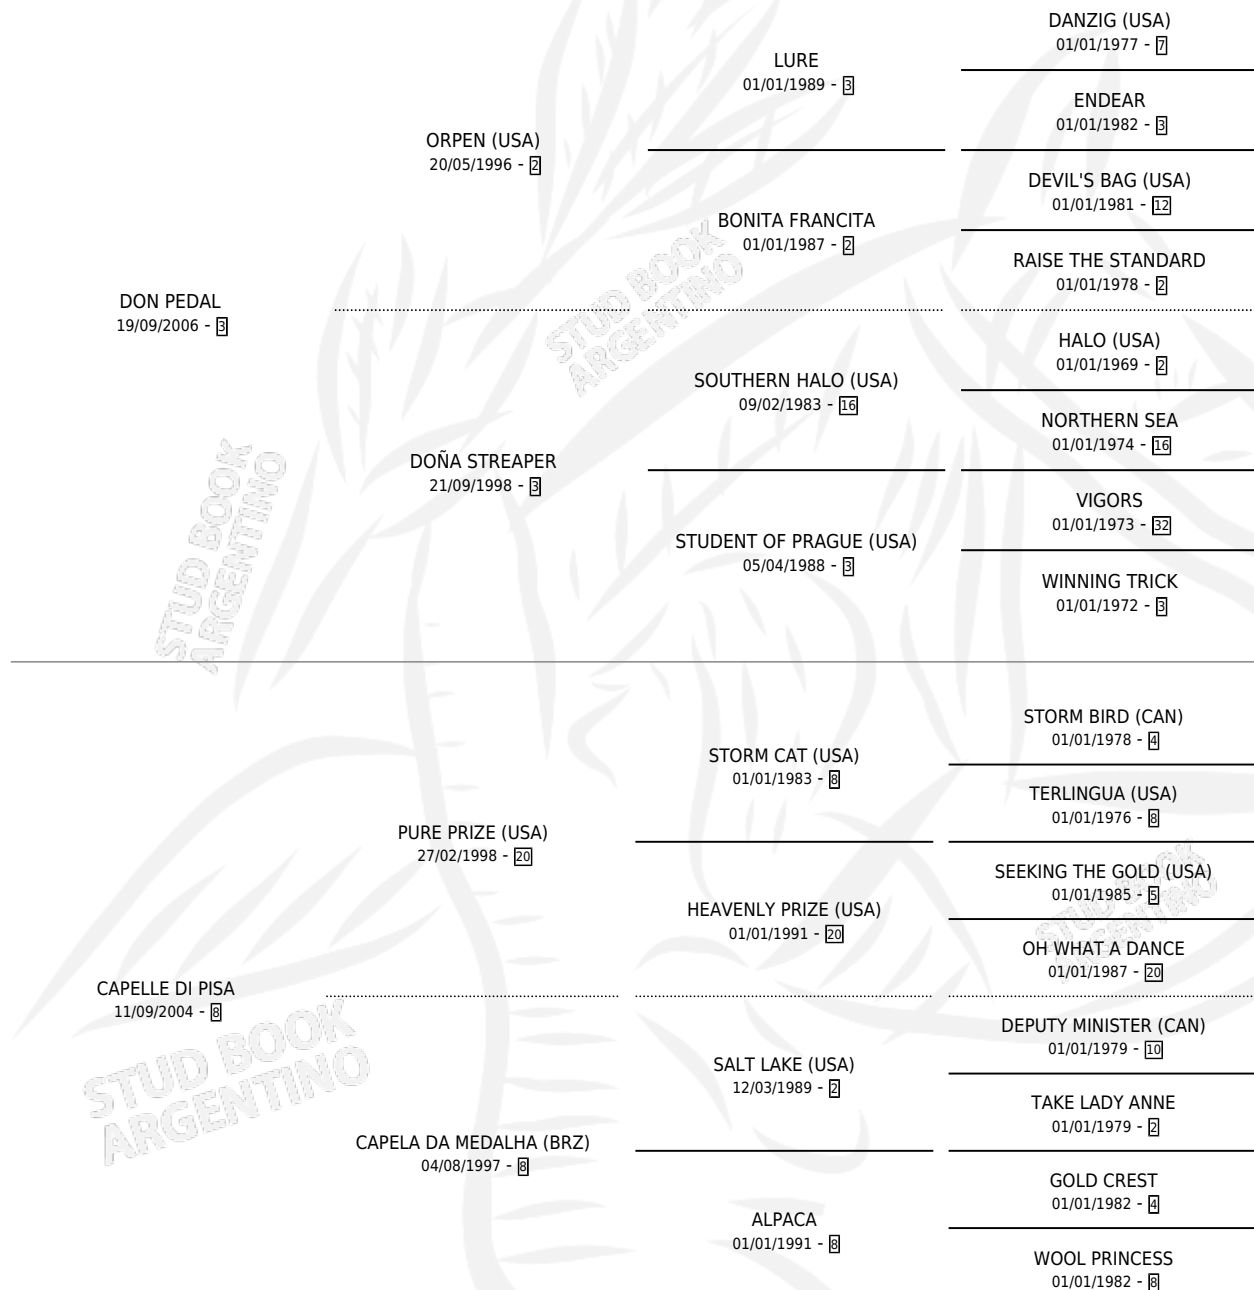 DANZIG (USA)
01/01/1977 - 7
LURE
01/01/1989 - 3
ENDEAR
01/01/1982 - 3
ORPEN (USA)
20/05/1996 - 2
DEVIL'S BAG (USA)
01/01/1981 - 12
BONITA FRANCITA
01/01/1987 - 2
RAISE THE STANDARD
01/01/1978 - 2
DON PEDAL
19/09/2006 - 3
HALO (USA)
01/01/1969 - 2
SOUTHERN HALO (USA)
09/02/1983 - 16
NORTHERN SEA
01/01/1974 - 16
DOÑA STREAPER
21/09/1998 - 3
VIGORS
01/01/1973 - 32
STUDENT OF PRAGUE (USA)
05/04/1988 - 3
WINNING TRICK
01/01/1972 - 3
STUD BOOK
ARGENTINO
STUD BOOK
ARGENTINO
STORM BIRD (CAN)
01/01/1978 - 4
STORM CAT (USA)
01/01/1983 - 8
TERLINGUA (USA)
01/01/1976 - 8
PURE PRIZE (USA)
27/02/1998 - 20
SEEKING THE GOLD (USA)
01/01/1985 - 5
HEAVENLY PRIZE (USA)
01/01/1991 - 20
OH WHAT A DANCE
01/01/1987 - 20
STUD BOOK
ARGENTINO
CAPELLE DI PISA
11/09/2004 - 8
DEPUTY MINISTER (CAN)
01/01/1979 - 10
SALT LAKE (USA)
12/03/1989 - 2
TAKE LADY ANNE
01/01/1979 - 2
CAPELA DA MEDALHA (BRZ)
04/08/1997 - 8
GOLD CREST
01/01/1982 - 4
ALPACA
01/01/1991 - 8
WOOL PRINCESS
01/01/1982 - 8
STUD BOOK
ARGENTINO